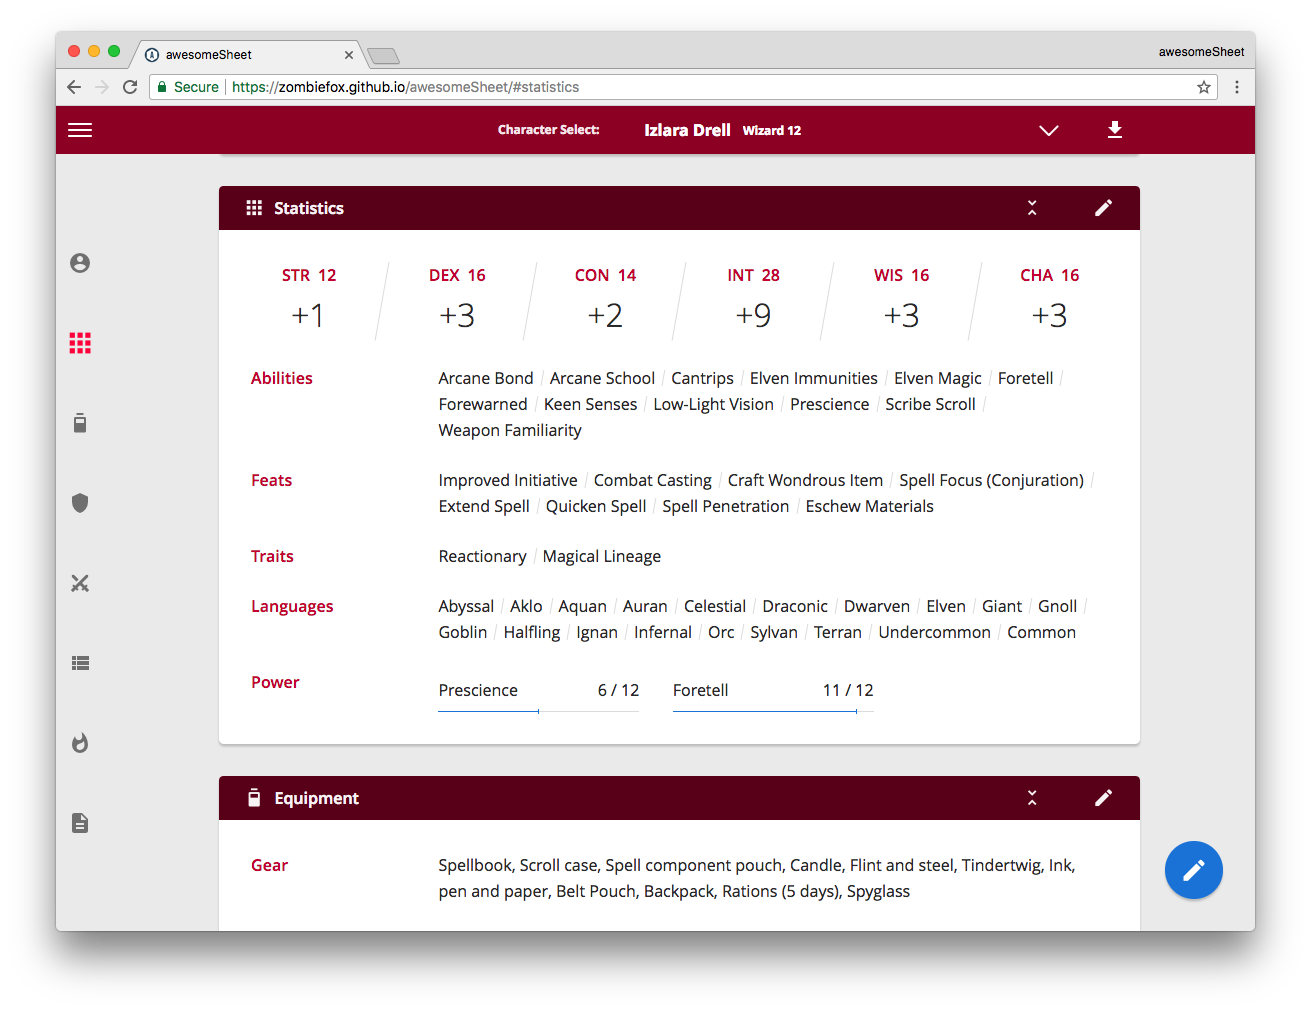 awesomeSheet
awesomeSheet
Secure https://zombiefox.github.io/awesomeSheet/#statistics
Character Select: Izlara Drell Wizard 12
Statistics
STR 12 DEX 16 CON 14 INT 28 WIS 16 CHA 16
+1 +3 +2 +9 +3 +3
Abilities Arcane Bond / Arcane School / Cantrips / Elven Immunities / Elven Magic / Foretell /
Forewarned / Keen Senses / Low-Light Vision / Prescience / Scribe Scroll /
Weapon Familiarity
Feats Improved Initiative / Combat Casting / Craft Wondrous Item / Spell Focus (Conjuration) /
Extend Spell / Quicken Spell / Spell Penetration / Eschew Materials
Traits Reactionary / Magical Lineage
Languages Abyssal / Aklo / Aquan / Auran / Celestial / Draconic / Dwarven / Elven / Giant / Gnoll /
Goblin / Halfling / Ignan / Infernal / Orc / Sylvan / Terran / Undercommon / Common
Power Prescience 6 / 12 Foretell 11 / 12
Equipment
Gear Spellbook, Scroll case, Spell component pouch, Candle, Flint and steel, Tindertwig, Ink,
pen and paper, Belt Pouch, Backpack, Rations (5 days), Spyglass